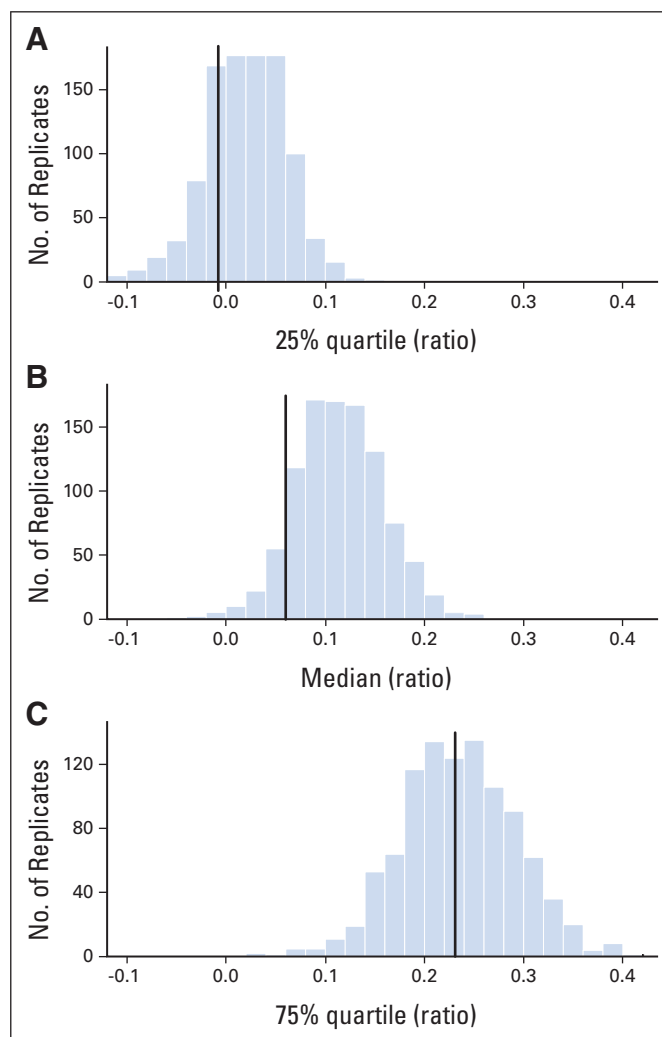 A
No. of Replicates
150
100
50
0
-0.1 0.0 0.1 0.2 0.3 0.4
25% quartile (ratio)
B
No. of Replicates
150
100
50
0
-0.1 0.0 0.1 0.2 0.3 0.4
Median (ratio)
C
No. of Replicates
120
80
40
0
-0.1 0.0 0.1 0.2 0.3 0.4
75% quartile (ratio)